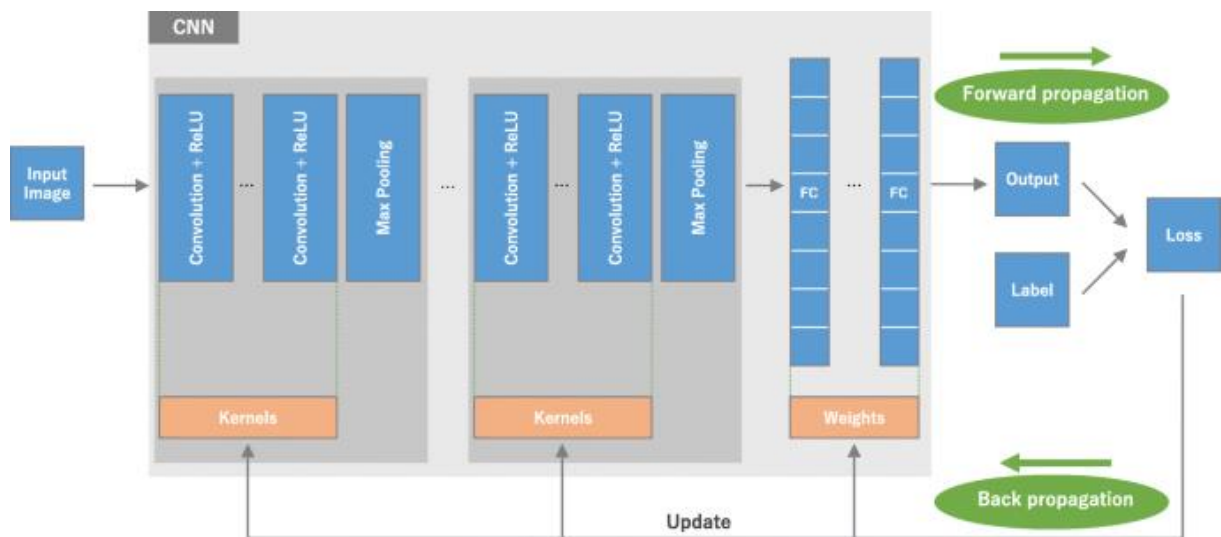 CNN
Forward propagation
Input
Image
Convolution + ReLU
...
Convolution + ReLU
Max Pooling
...
Convolution + ReLU
...
Convolution + ReLU
Max Pooling
FC
...
FC
Output
Label
Loss
Kernels
Kernels
Weights
Back propagation
Update